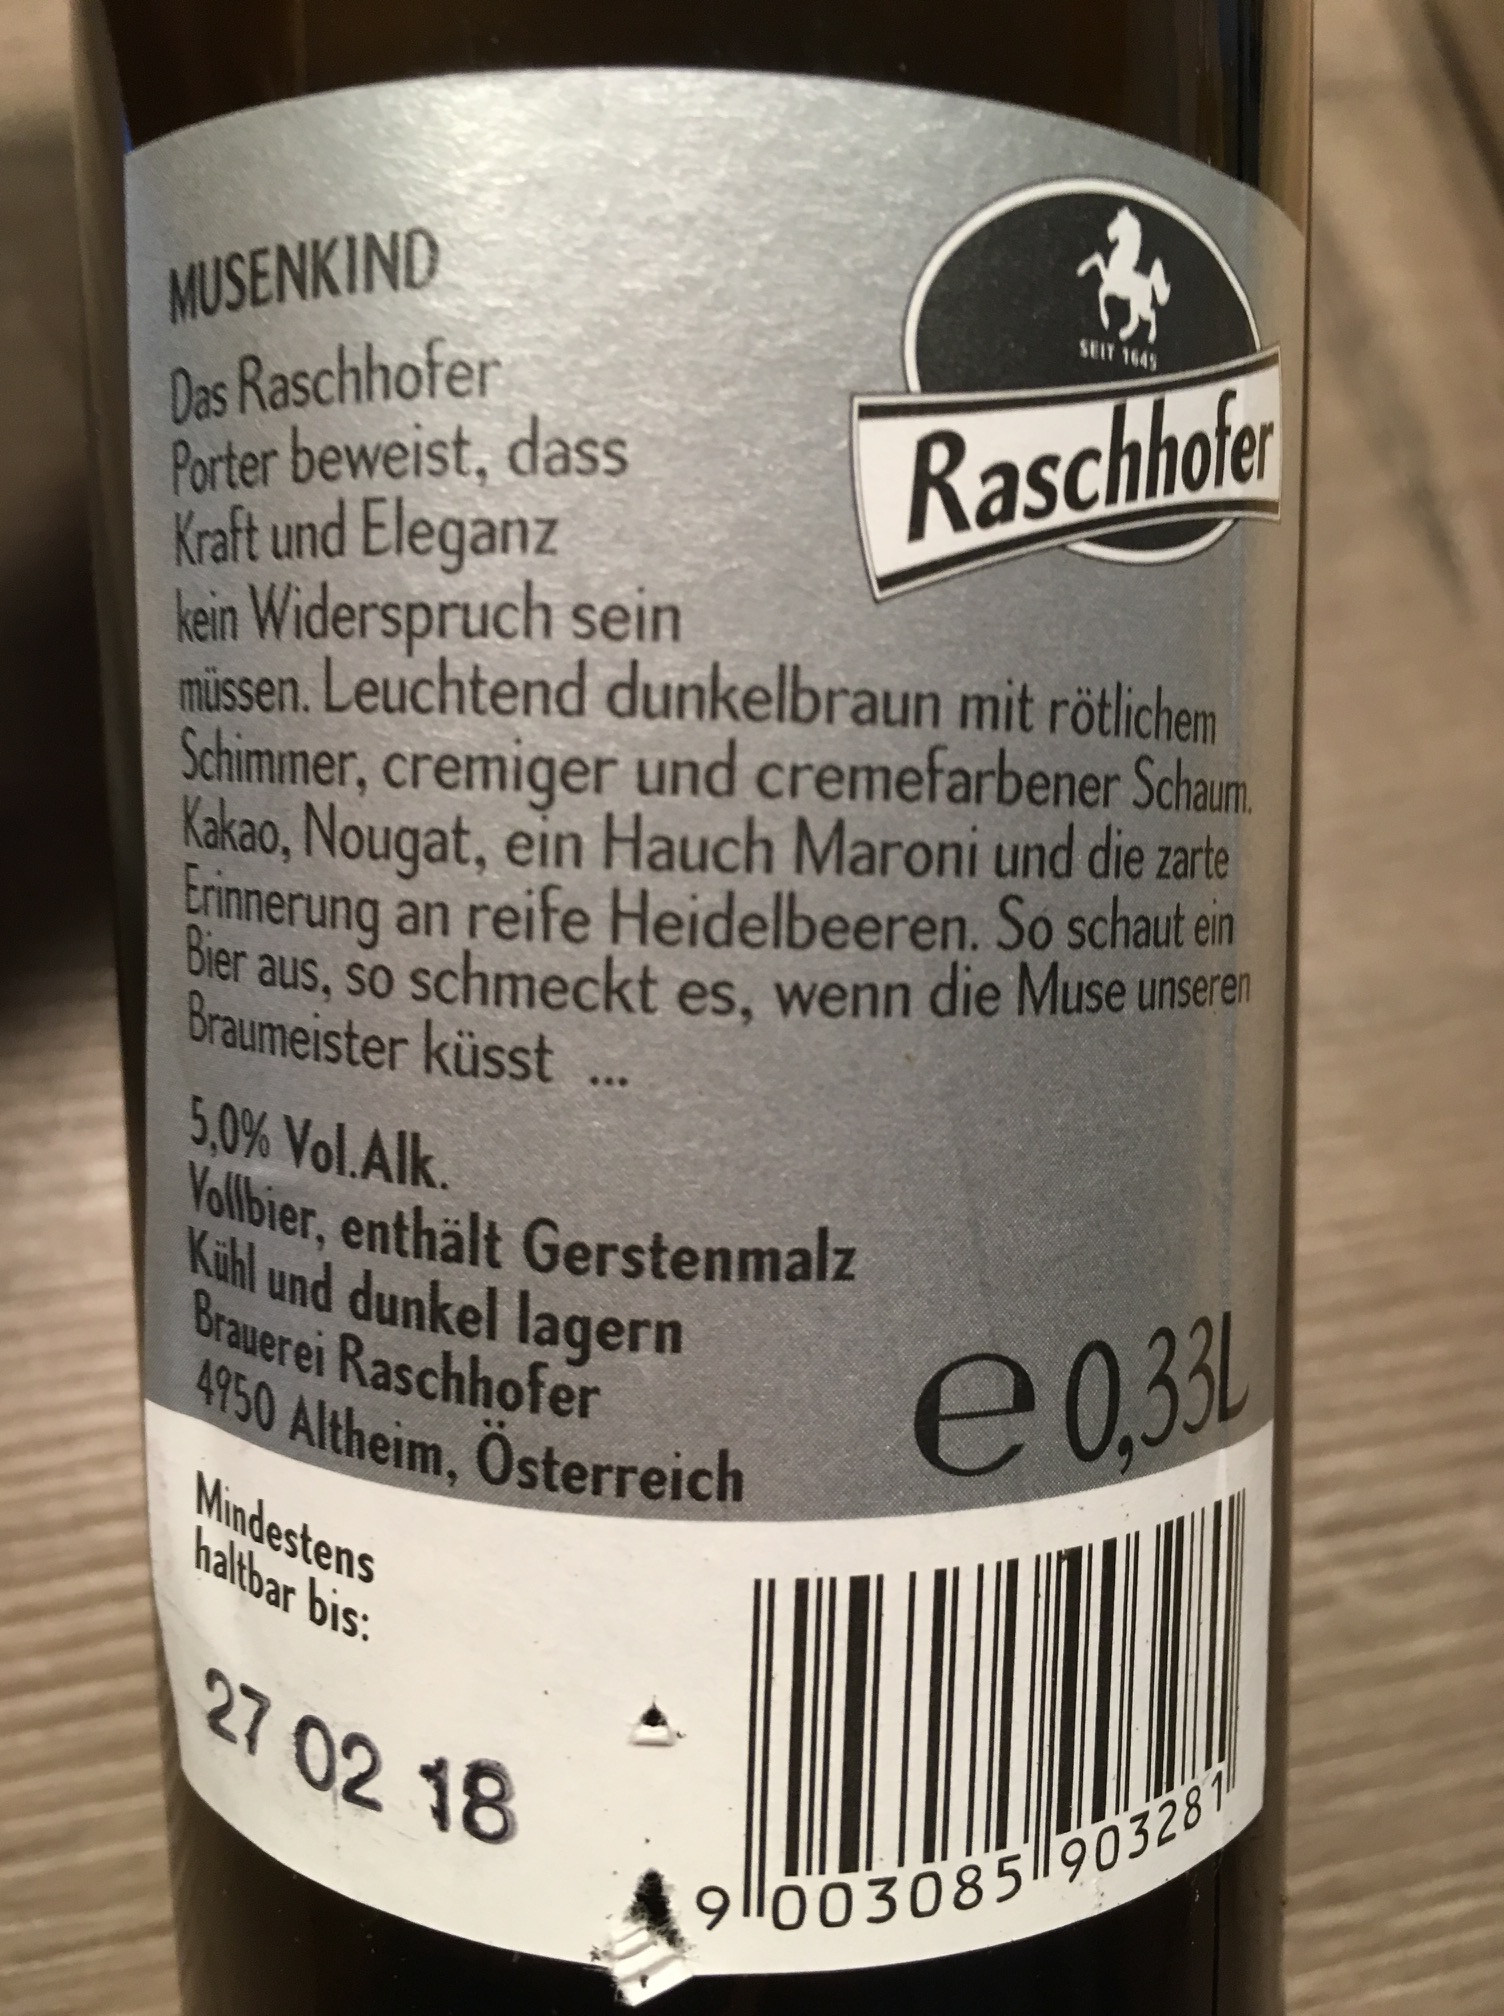 MUSENKIND
Das Raschhofer
Porter beweist, dass
Kraft und Eleganz
kein Widerspruch sein
müssen. Leuchtend dunkelbraun mit rötlichem
Schimmer, cremiger und cremefarbener Schaum.
Kakao, Nougat, ein Hauch Maroni und die zarte
Erinnerung an reife Heidelbeeren. So schaut ein
Bier aus, so schmeckt es, wenn die Muse unseren
Braumeister küsst ...
SEIT 1645
Raschhofer
5,0% Vol.Alk.
Vollbier, enthält Gerstenmalz
Kühl und dunkel lagern
Brauerei Raschhofer
4950 Altheim, Österreich
℮ 0,33L
Mindestens
haltbar bis:
27 02 18
9 003085 903281